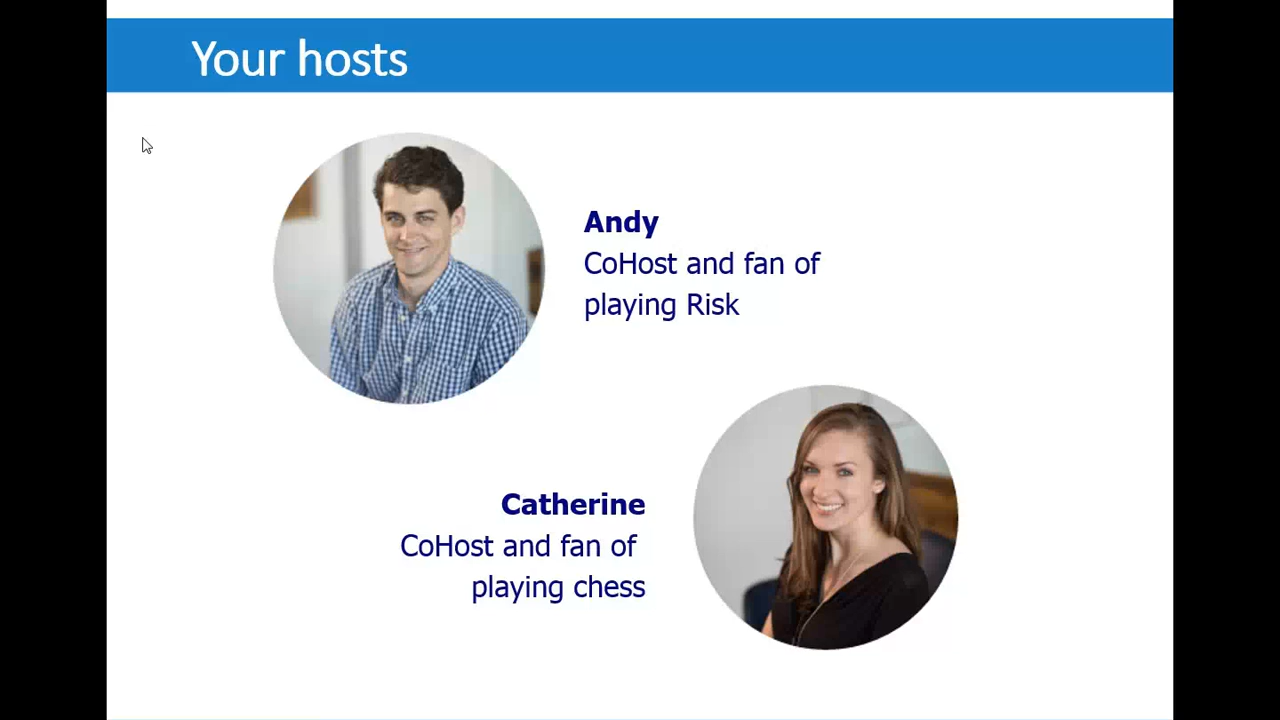 Your hosts
Andy
CoHost and fan of
playing Risk
Catherine
CoHost and fan of
playing chess